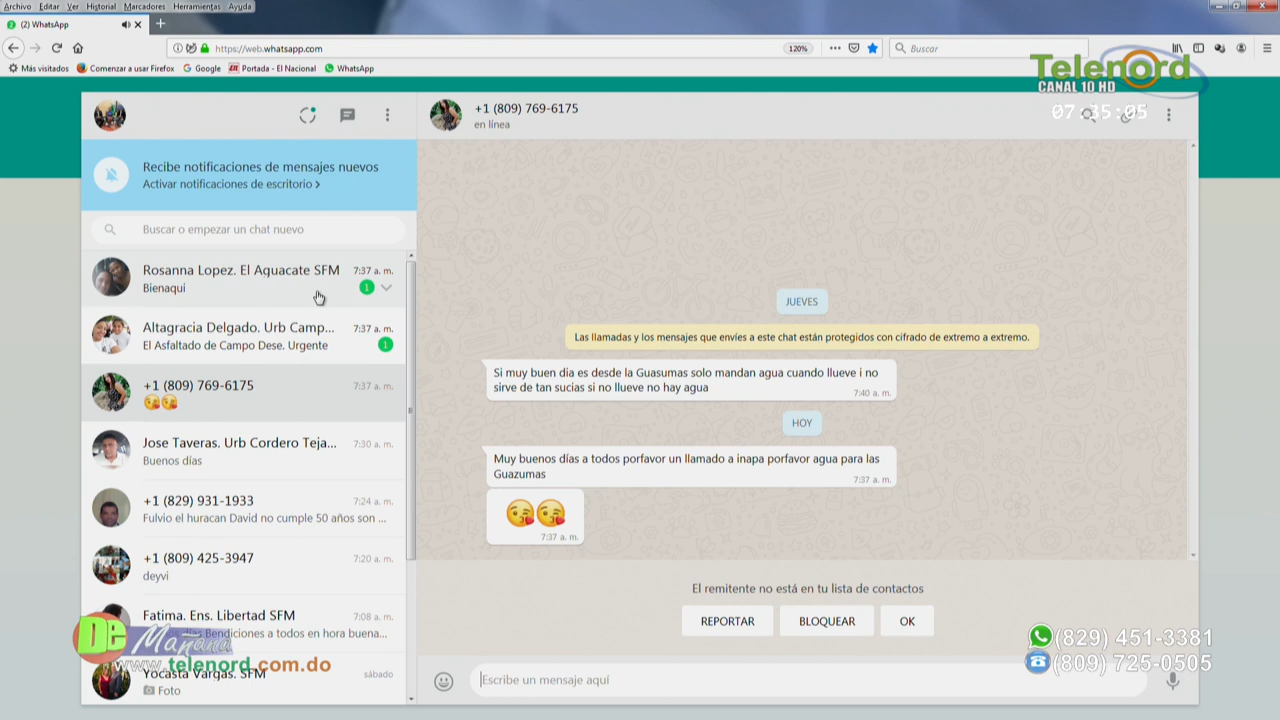 Archivo Editar Ver Historial Marcadores Herramientas Ayuda
(2) WhatsApp
https://web.whatsapp.com
120%
Buscar
Más visitados
Comenzar a usar Firefox
Google
Portada - El Nacional
WhatsApp
Telenord
CANAL 10 HD
07:35:05
+1 (809) 769-6175
en línea
Recibe notificaciones de mensajes nuevos
Activar notificaciones de escritorio >
Buscar o empezar un chat nuevo
Rosanna Lopez. El Aguacate SFM
7:37 a. m.
Bienaqui
1
Altagracia Delgado. Urb Camp...
7:37 a. m.
El Asfaltado de Campo Dese. Urgente
1
+1 (809) 769-6175
7:37 a. m.
😘😘
Jose Taveras. Urb Cordero Teja...
7:30 a. m.
Buenos días
+1 (829) 931-1933
7:24 a. m.
Fulvio el huracan David no cumple 50 años son ...
+1 (809) 425-3947
7:20 a. m.
deyvi
Fatima. Ens. Libertad SFM
7:08 a. m.
Bendiciones a todos en hora buena...
Yocasta Vargas. SFM
sábado
Foto
JUEVES
Las llamadas y los mensajes que envíes a este chat están protegidos con cifrado de extremo a extremo.
Si muy buen dia es desde la Guasumas solo mandan agua cuando llueve i no
sirve de tan sucias si no llueve no hay agua
7:40 a. m.
HOY
Muy buenos días a todos porfavor un llamado a inapa porfavor agua para las
Guazumas
7:37 a. m.
😘😘
7:37 a. m.
El remitente no está en tu lista de contactos
REPORTAR
BLOQUEAR
OK
Escribe un mensaje aquí
De Mañana
www.telenord.com.do
(829) 451-3381
(809) 725-0505